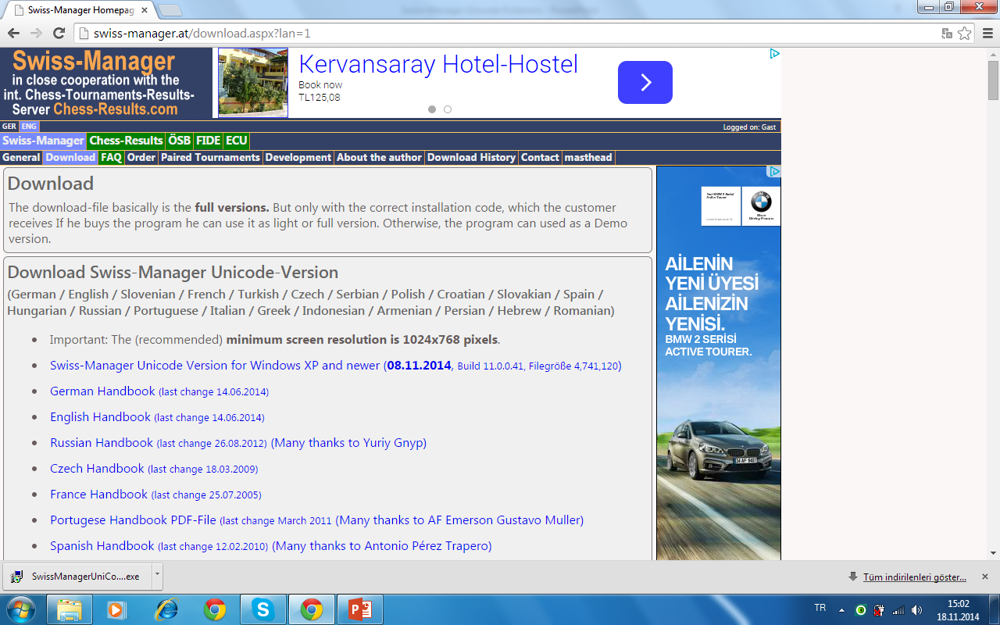 Swiss-Manager Homepag
swiss-manager.at/download.aspx?lan=1
Swiss-Manager
in close cooperation with the
int. Chess-Tournaments-Results-
Server Chess-Results.com
Kervansaray Hotel-Hostel
Book now
TL125,08
GER ENG
Logged on: Gast
Swiss-Manager Chess-Results ÖSB FIDE ECU
General Download FAQ Order Paired Tournaments Development About the author Download History Contact masthead
Download
The download-file basically is the full versions. But only with the correct installation code, which the customer
receives If he buys the program he can use it as light or full version. Otherwise, the program can used as a Demo
version.
Download Swiss-Manager Unicode-Version
(German / English / Slovenian / French / Turkish / Czech / Serbian / Polish / Croatian / Slovakian / Spain /
Hungarian / Russian / Portuguese / Italian / Greek / Indonesian / Armenian / Persian / Hebrew / Romanian)
Important: The (recommended) minimum screen resolution is 1024x768 pixels.
Swiss-Manager Unicode Version for Windows XP and newer (08.11.2014, Build 11.0.0.41, Filegröße 4,741,120)
German Handbook (last change 14.06.2014)
English Handbook (last change 14.06.2014)
Russian Handbook (last change 26.08.2012) (Many thanks to Yuriy Gnyp)
Czech Handbook (last change 18.03.2009)
France Handbook (last change 25.07.2005)
Portugese Handbook PDF-File (last change March 2011 (Many thanks to AF Emerson Gustavo Muller)
Spanish Handbook (last change 12.02.2010) (Many thanks to Antonio Pérez Trapero)
Yeni BMW 2 Serisi
Active Tourer
AİLENİN
YENİ ÜYESİ
AİLENİZİN
YENİSİ.
BMW 2 SERİSİ
ACTIVE TOURER.
34 AF 9407
SwissManagerUniCo....exe
Tüm indirilenleri göster...
TR
15:02
18.11.2014